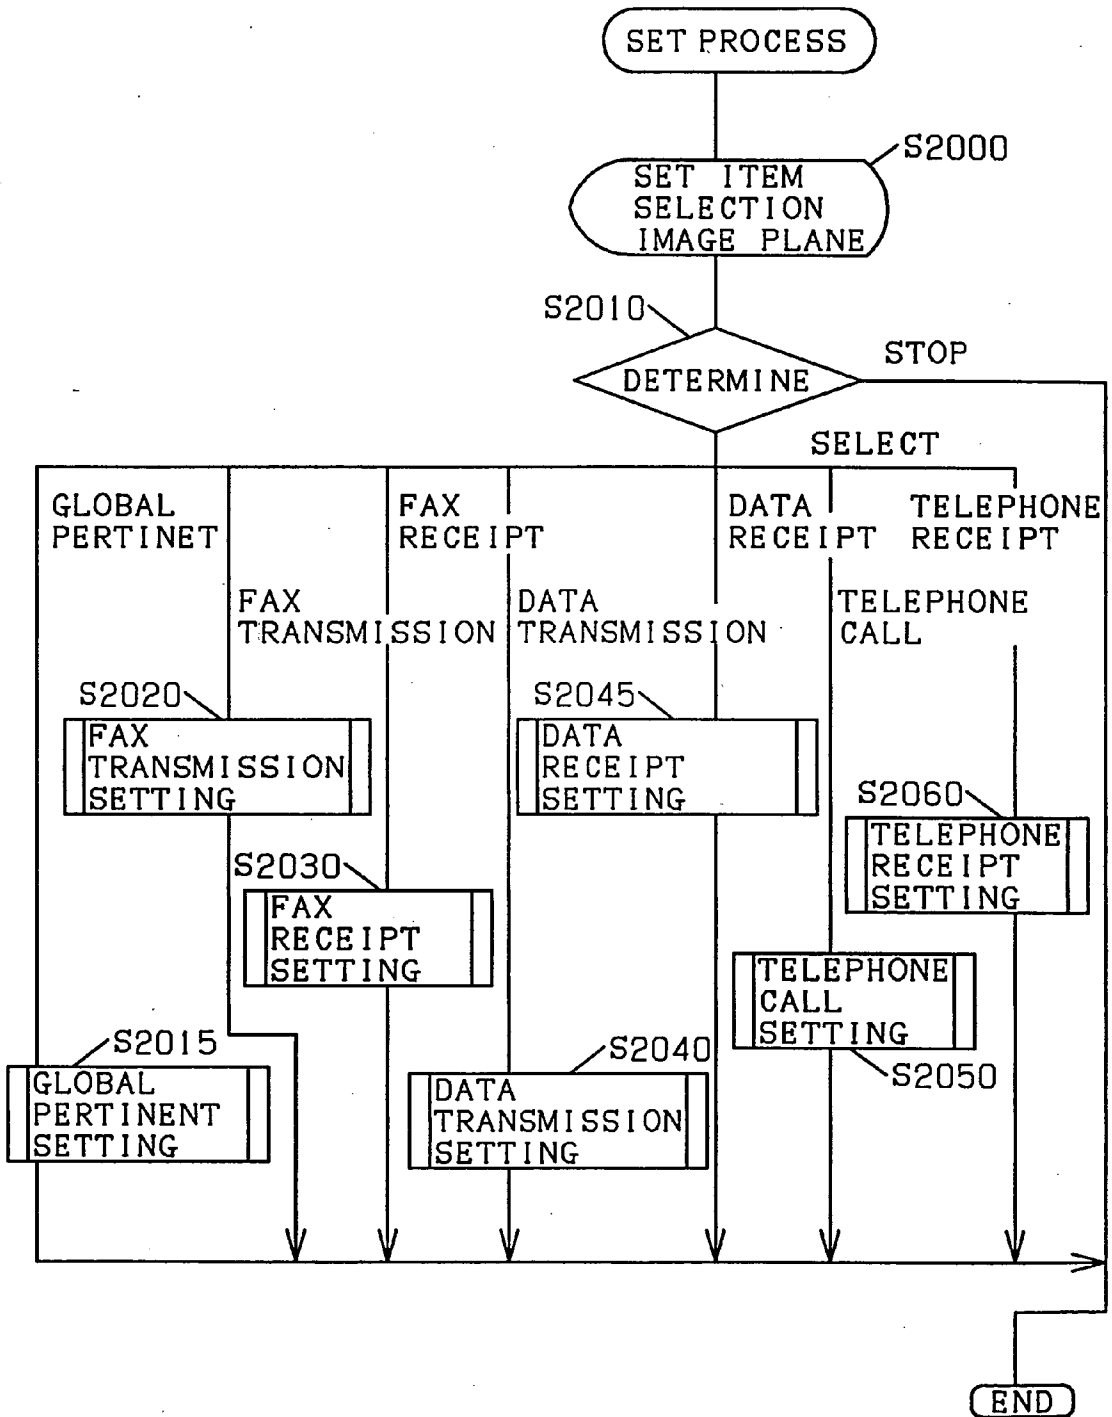 SET PROCESS
S2000
SET ITEM
SELECTION
IMAGE PLANE
S2010
DETERMINE
STOP
SELECT
GLOBAL
PERTINET
FAX
RECEIPT
DATA
RECEIPT
TELEPHONE
RECEIPT
FAX
TRANSMISSION
DATA
TRANSMISSION
TELEPHONE
CALL
S2020
FAX
TRANSMISSION
SETTING
S2045
DATA
RECEIPT
SETTING
S2060
TELEPHONE
RECEIPT
SETTING
S2030
FAX
RECEIPT
SETTING
TELEPHONE
CALL
SETTING
S2050
S2015
GLOBAL
PERTINENT
SETTING
S2040
DATA
TRANSMISSION
SETTING
END